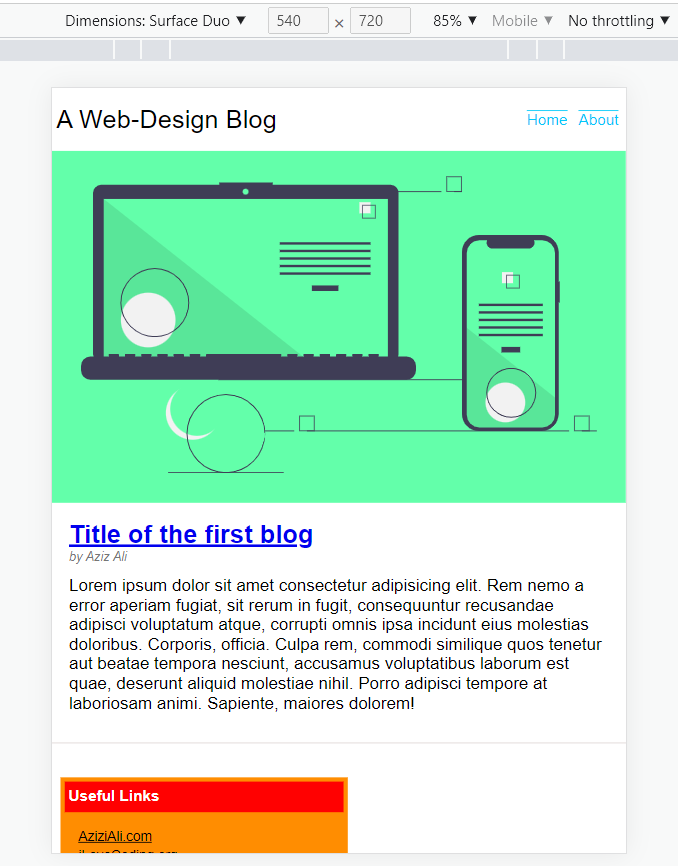 Dimensions: Surface Duo ▼ 540 × 720 85% ▼ Mobile ▼ No throttling ▼
A Web-Design Blog Home About
Title of the first blog
by Aziz Ali
Lorem ipsum dolor sit amet consectetur adipisicing elit. Rem nemo a
error aperiam fugiat, sit rerum in fugit, consequuntur recusandae
adipisci voluptatum atque, corrupti omnis ipsa incidunt eius molestias
doloribus. Corporis, officia. Culpa rem, commodi similique quos tenetur
aut beatae tempora nesciunt, accusamus voluptatibus laborum est
quae, deserunt aliquid molestiae nihil. Porro adipisci tempore at
laboriosam animi. Sapiente, maiores dolorem!
Useful Links
AziziAli.com